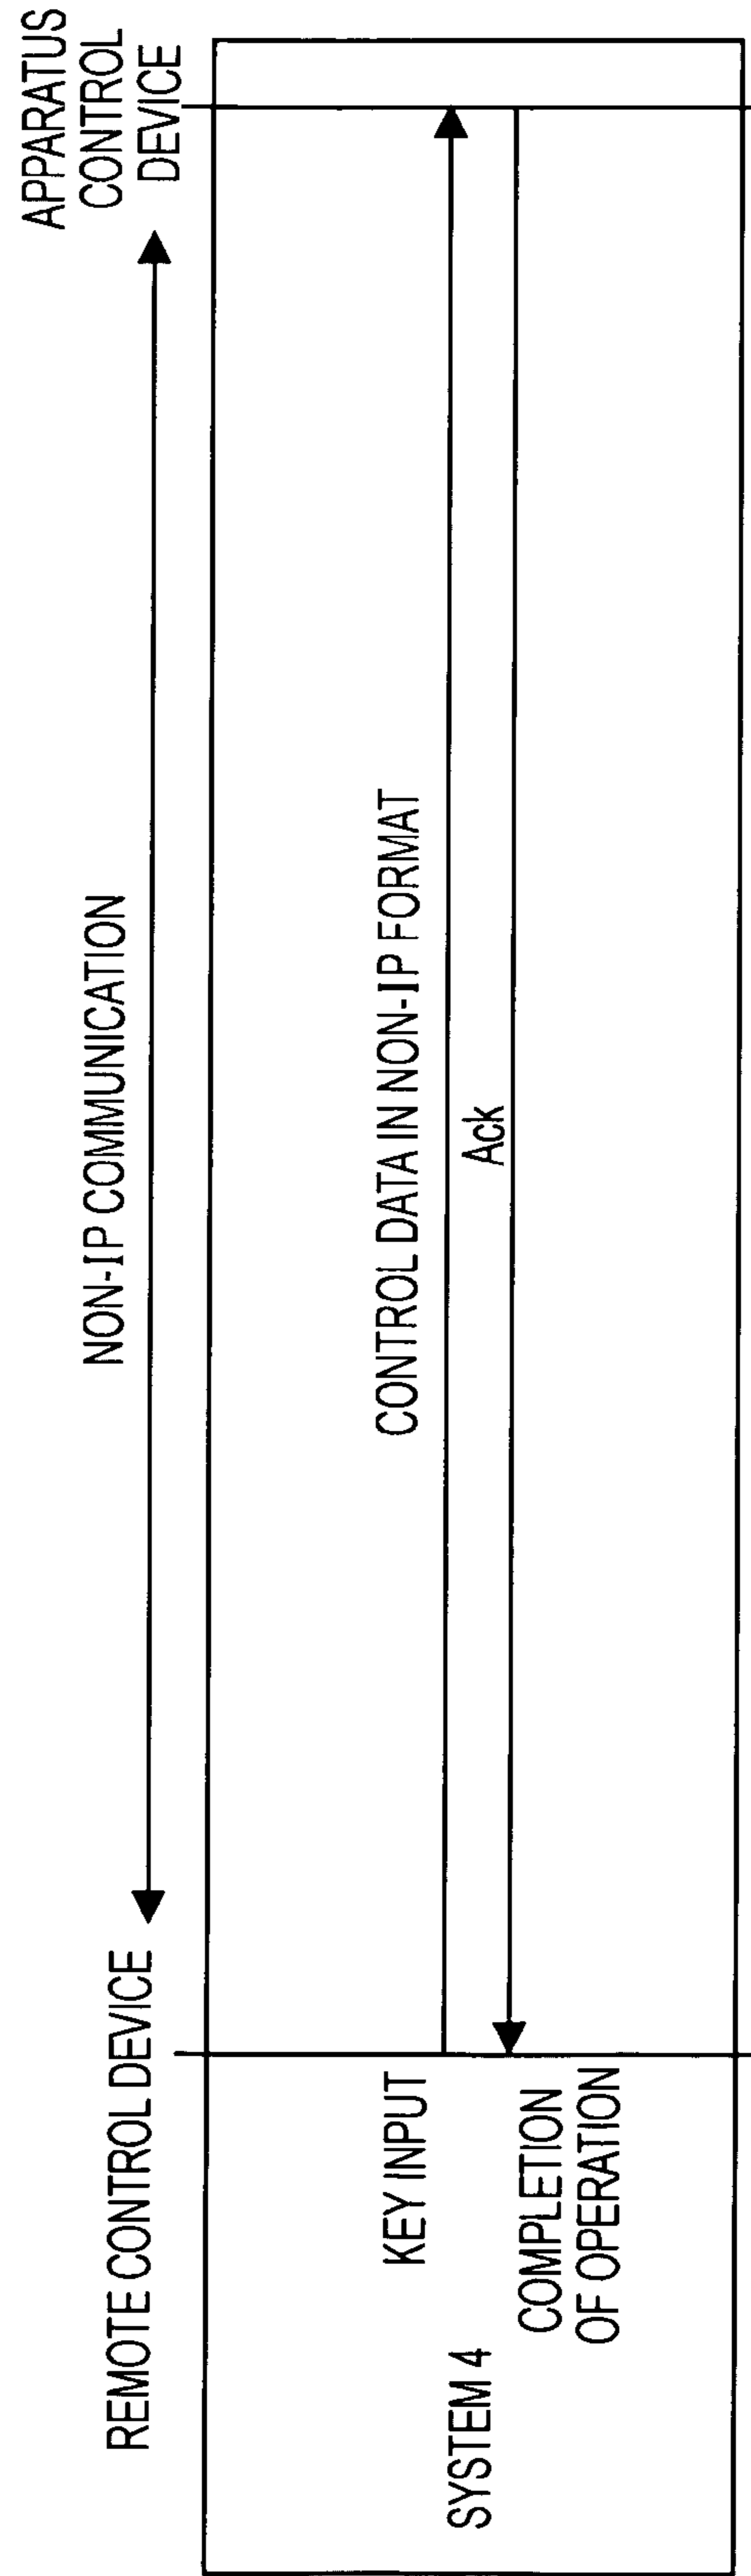 REMOTE CONTROL DEVICE
NON-IP COMMUNICATION
APPARATUS
CONTROL
DEVICE
SYSTEM 4
KEY INPUT
CONTROL DATA IN NON-IP FORMAT
Ack
COMPLETION
OF OPERATION